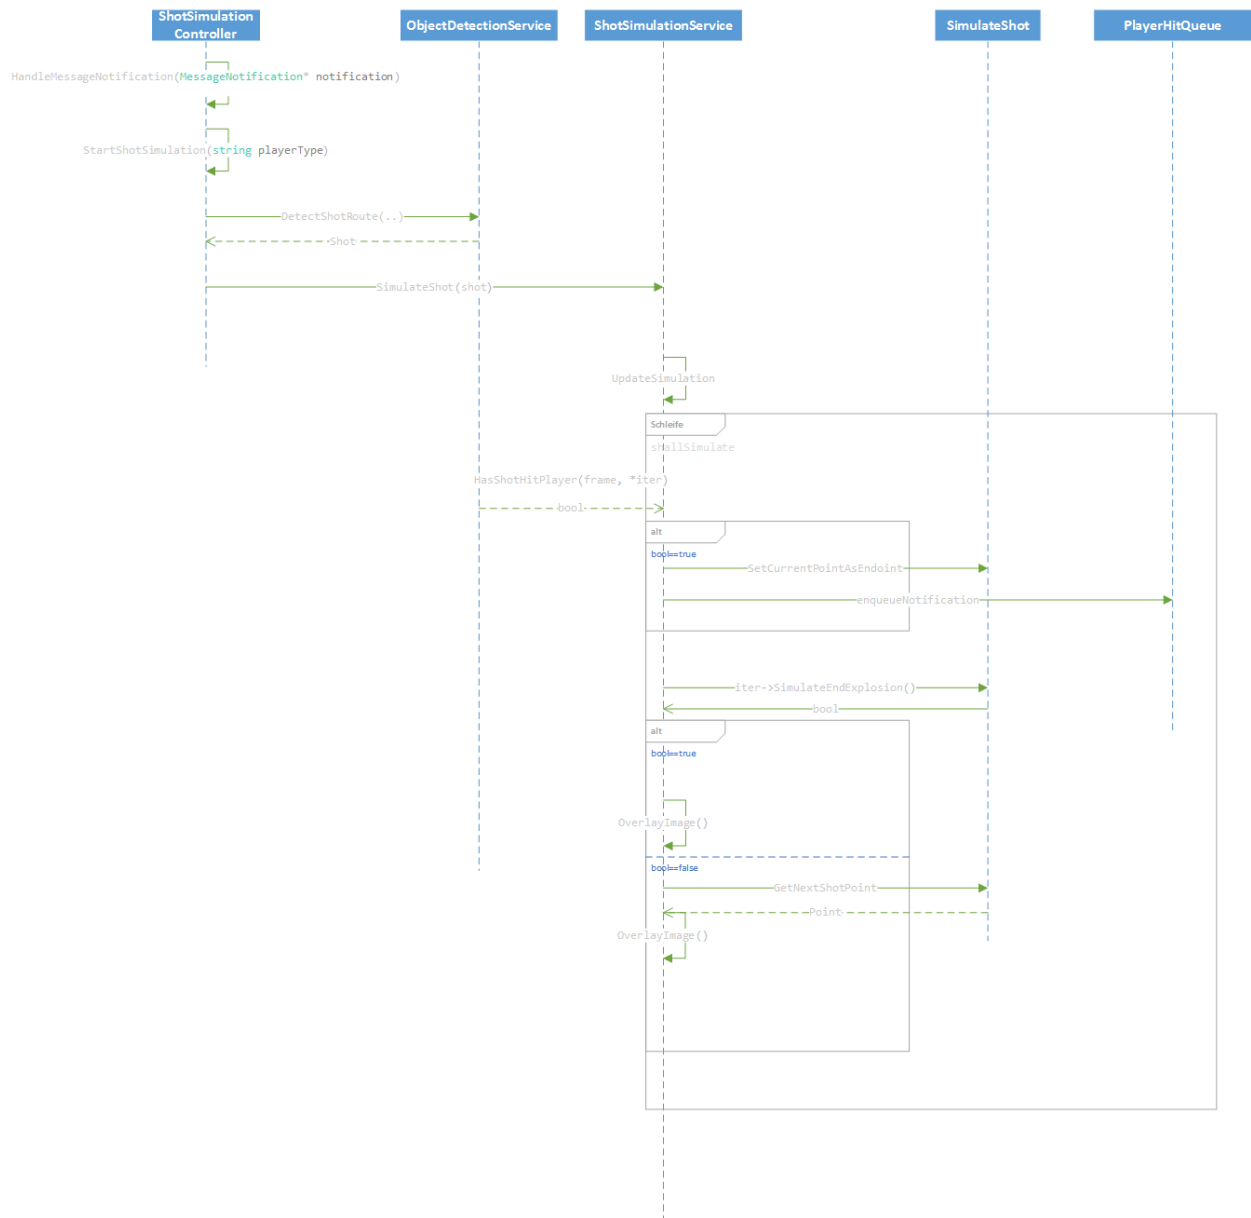 ShotSimulation
Controller
ObjectDetectionService
ShotSimulationService
SimulateShot
PlayerHitQueue
HandleMessageNotification(MessageNotification* notification)
StartShotSimulation(string playerType)
DetectShotRoute(..)
Shot
SimulateShot(shot)
UpdateSimulation
Schleife
shallSimulate
HasShotHitPlayer(frame, *iter)
bool
alt
bool==true
SetCurrentPointAsEndoint
enqueueNotification
iter->SimulateEndExplosion()
bool
alt
bool==true
OverlayImage()
bool==false
GetNextShotPoint
Point
OverlayImage()